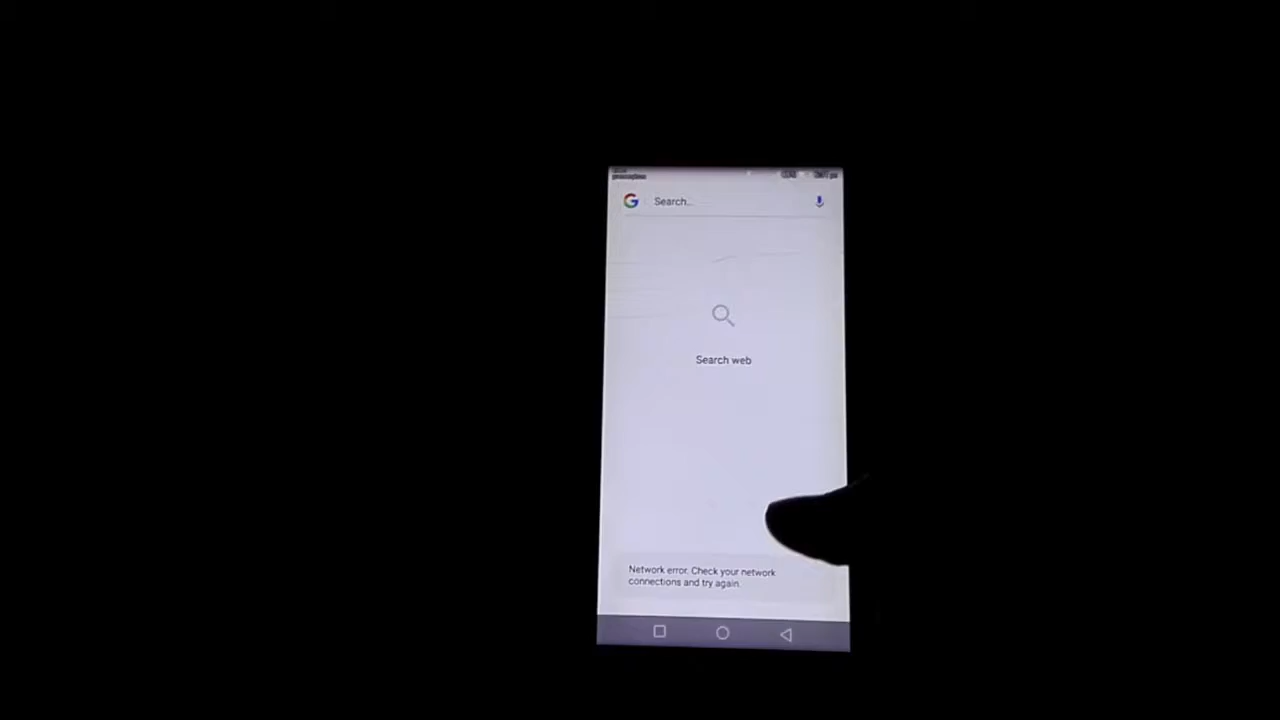 Search...
Search web
Network error. Check your network
connections and try again.